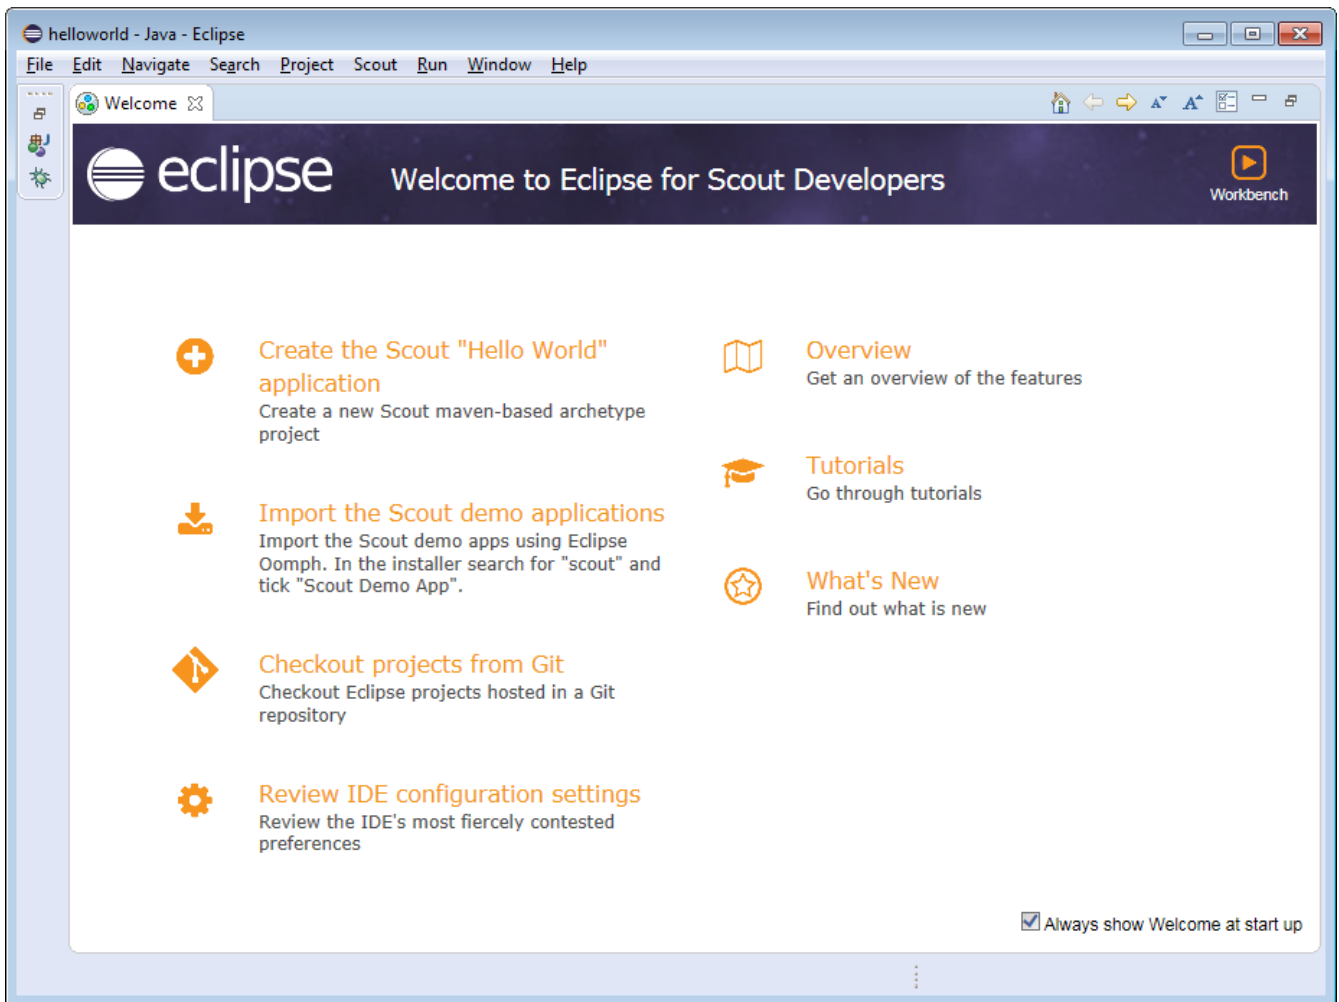 helloworld - Java - Eclipse
File Edit Navigate Search Project Scout Run Window Help
Welcome
eclipse
Welcome to Eclipse for Scout Developers
Workbench
Create the Scout "Hello World"
application
Create a new Scout maven-based archetype
project
Import the Scout demo applications
Import the Scout demo apps using Eclipse
Oomph. In the installer search for "scout" and
tick "Scout Demo App".
Checkout projects from Git
Checkout Eclipse projects hosted in a Git
repository
Review IDE configuration settings
Review the IDE's most fiercely contested
preferences
Overview
Get an overview of the features
Tutorials
Go through tutorials
What's New
Find out what is new
Always show Welcome at start up